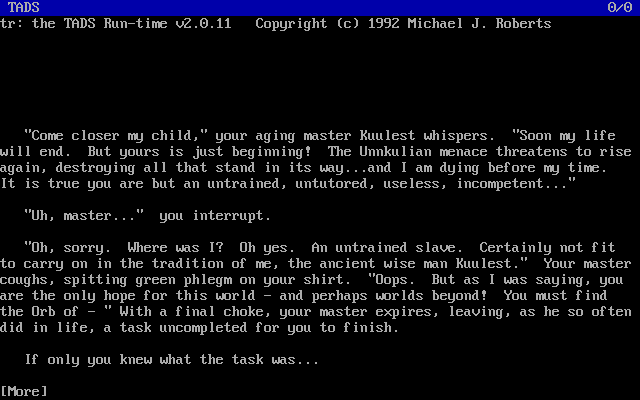 TADS 0/0
tr: the TADS Run-time v2.0.11   Copyright (c) 1992 Michael J. Roberts
"Come closer my child," your aging master Kuulest whispers.  "Soon my life
will end.  But yours is just beginning!  The Unnkulian menace threatens to rise
again, destroying all that stand in its way...and I am dying before my time.
It is true you are but an untrained, untutored, useless, incompetent..."
"Uh, master..."  you interrupt.
"Oh, sorry.  Where was I?  Oh yes.  An untrained slave.  Certainly not fit
to carry on in the tradition of me, the ancient wise man Kuulest."  Your master
coughs, spitting green phlegm on your shirt.  "Oops.  But as I was saying, you
are the only hope for this world - and perhaps worlds beyond!  You must find
the Orb of - " With a final choke, your master expires, leaving, as he so often
did in life, a task uncompleted for you to finish.
If only you knew what the task was...
[More]